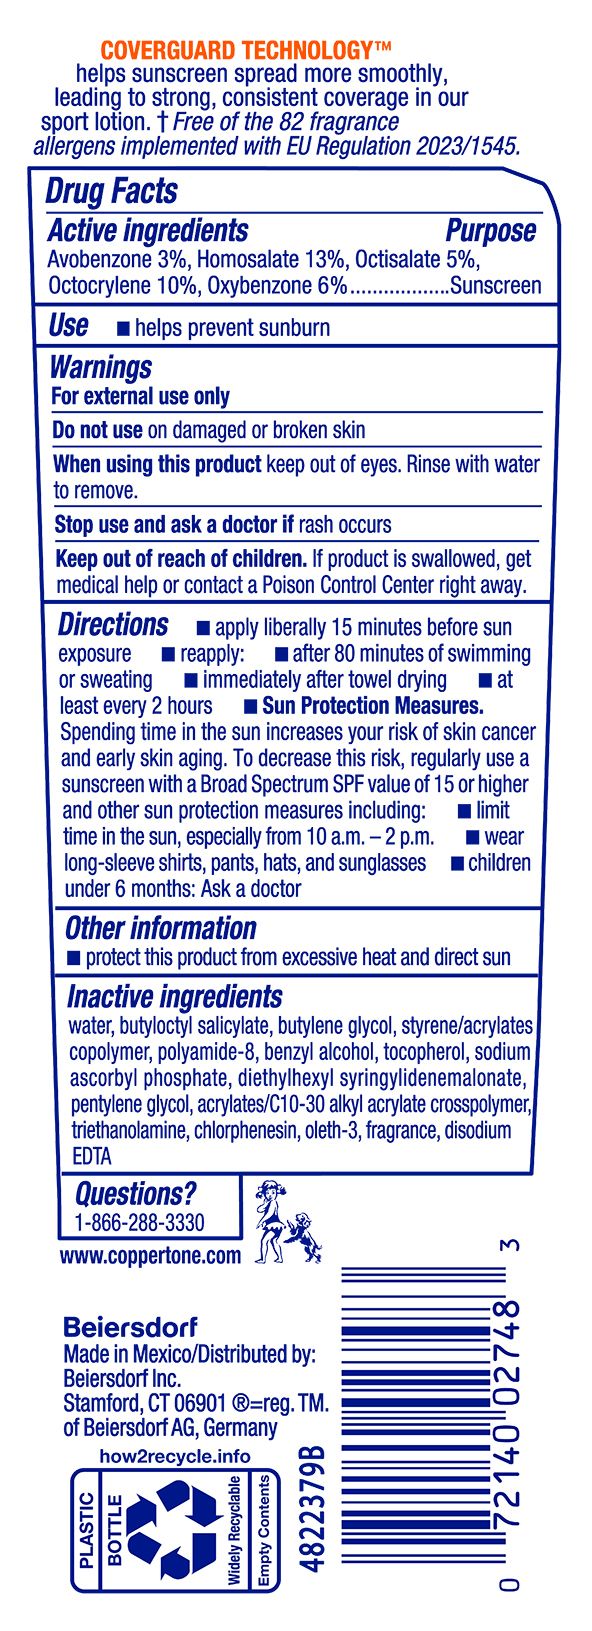 COVERGUARD TECHNOLOGY™
helps sunscreen spread more smoothly,
leading to strong, consistent coverage in our
sport lotion. † Free of the 82 fragrance
allergens implemented with EU Regulation 2023/1545.
Drug Facts
Active ingredients Purpose
Avobenzone 3%, Homosalate 13%, Octisalate 5%,
Octocrylene 10%, Oxybenzone 6%..................Sunscreen
Use ■ helps prevent sunburn
Warnings
For external use only
Do not use on damaged or broken skin
When using this product keep out of eyes. Rinse with water
to remove.
Stop use and ask a doctor if rash occurs
Keep out of reach of children. If product is swallowed, get
medical help or contact a Poison Control Center right away.
Directions ■ apply liberally 15 minutes before sun
exposure ■ reapply: ■ after 80 minutes of swimming
or sweating ■ immediately after towel drying ■ at
least every 2 hours ■ Sun Protection Measures.
Spending time in the sun increases your risk of skin cancer
and early skin aging. To decrease this risk, regularly use a
sunscreen with a Broad Spectrum SPF value of 15 or higher
and other sun protection measures including: ■ limit
time in the sun, especially from 10 a.m. – 2 p.m. ■ wear
long-sleeve shirts, pants, hats, and sunglasses ■ children
under 6 months: Ask a doctor
Other information
■ protect this product from excessive heat and direct sun
Inactive ingredients
water, butyloctyl salicylate, butylene glycol, styrene/acrylates
copolymer, polyamide-8, benzyl alcohol, tocopherol, sodium
ascorbyl phosphate, diethylhexyl syringylidenemalonate,
pentylene glycol, acrylates/C10-30 alkyl acrylate crosspolymer,
triethanolamine, chlorphenesin, oleth-3, fragrance, disodium
EDTA
Questions?
1-866-288-3330
www.coppertone.com
Beiersdorf
Made in Mexico/Distributed by:
Beiersdorf Inc.
Stamford, CT 06901 ®=reg. TM.
of Beiersdorf AG, Germany
how2recycle.info
PLASTIC
BOTTLE
Widely Recyclable
Empty Contents
4822379B
0 72140 02748 3